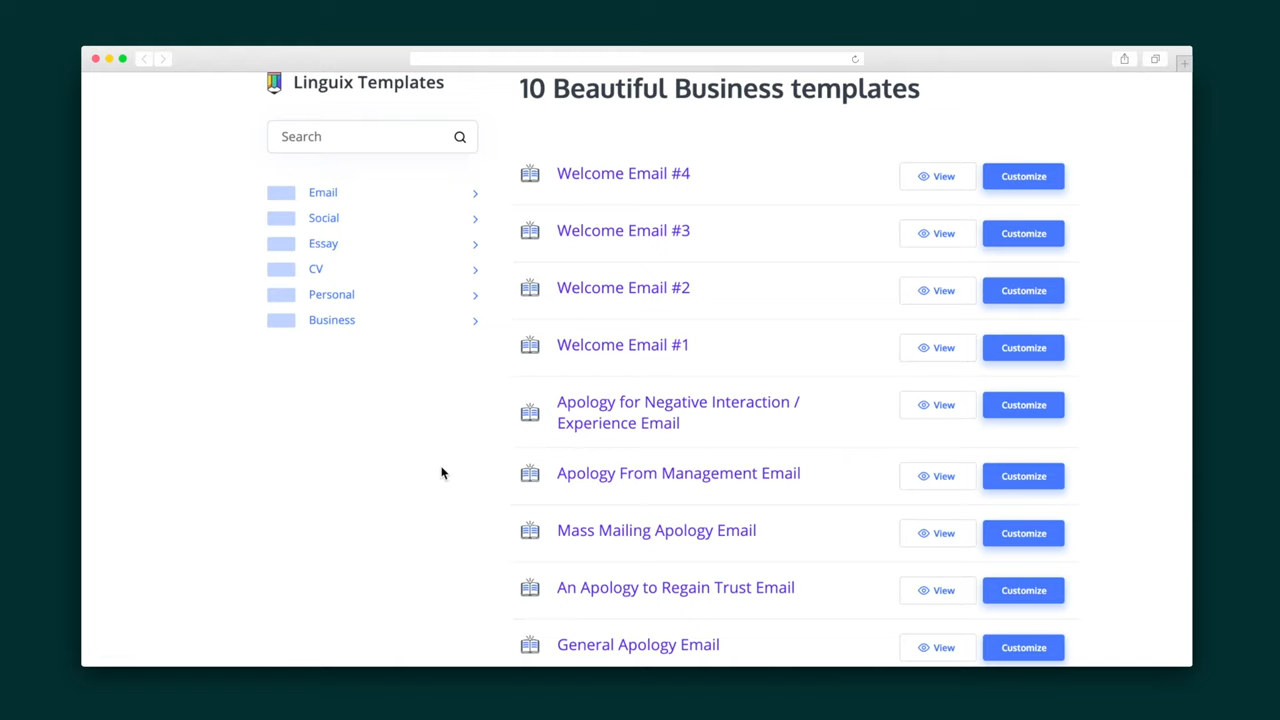 Linguix Templates
Search
Email
Social
Essay
CV
Personal
Business
10 Beautiful Business templates
Welcome Email #4
View
Customize
Welcome Email #3
View
Customize
Welcome Email #2
View
Customize
Welcome Email #1
View
Customize
Apology for Negative Interaction /
Experience Email
View
Customize
Apology From Management Email
View
Customize
Mass Mailing Apology Email
View
Customize
An Apology to Regain Trust Email
View
Customize
General Apology Email
View
Customize